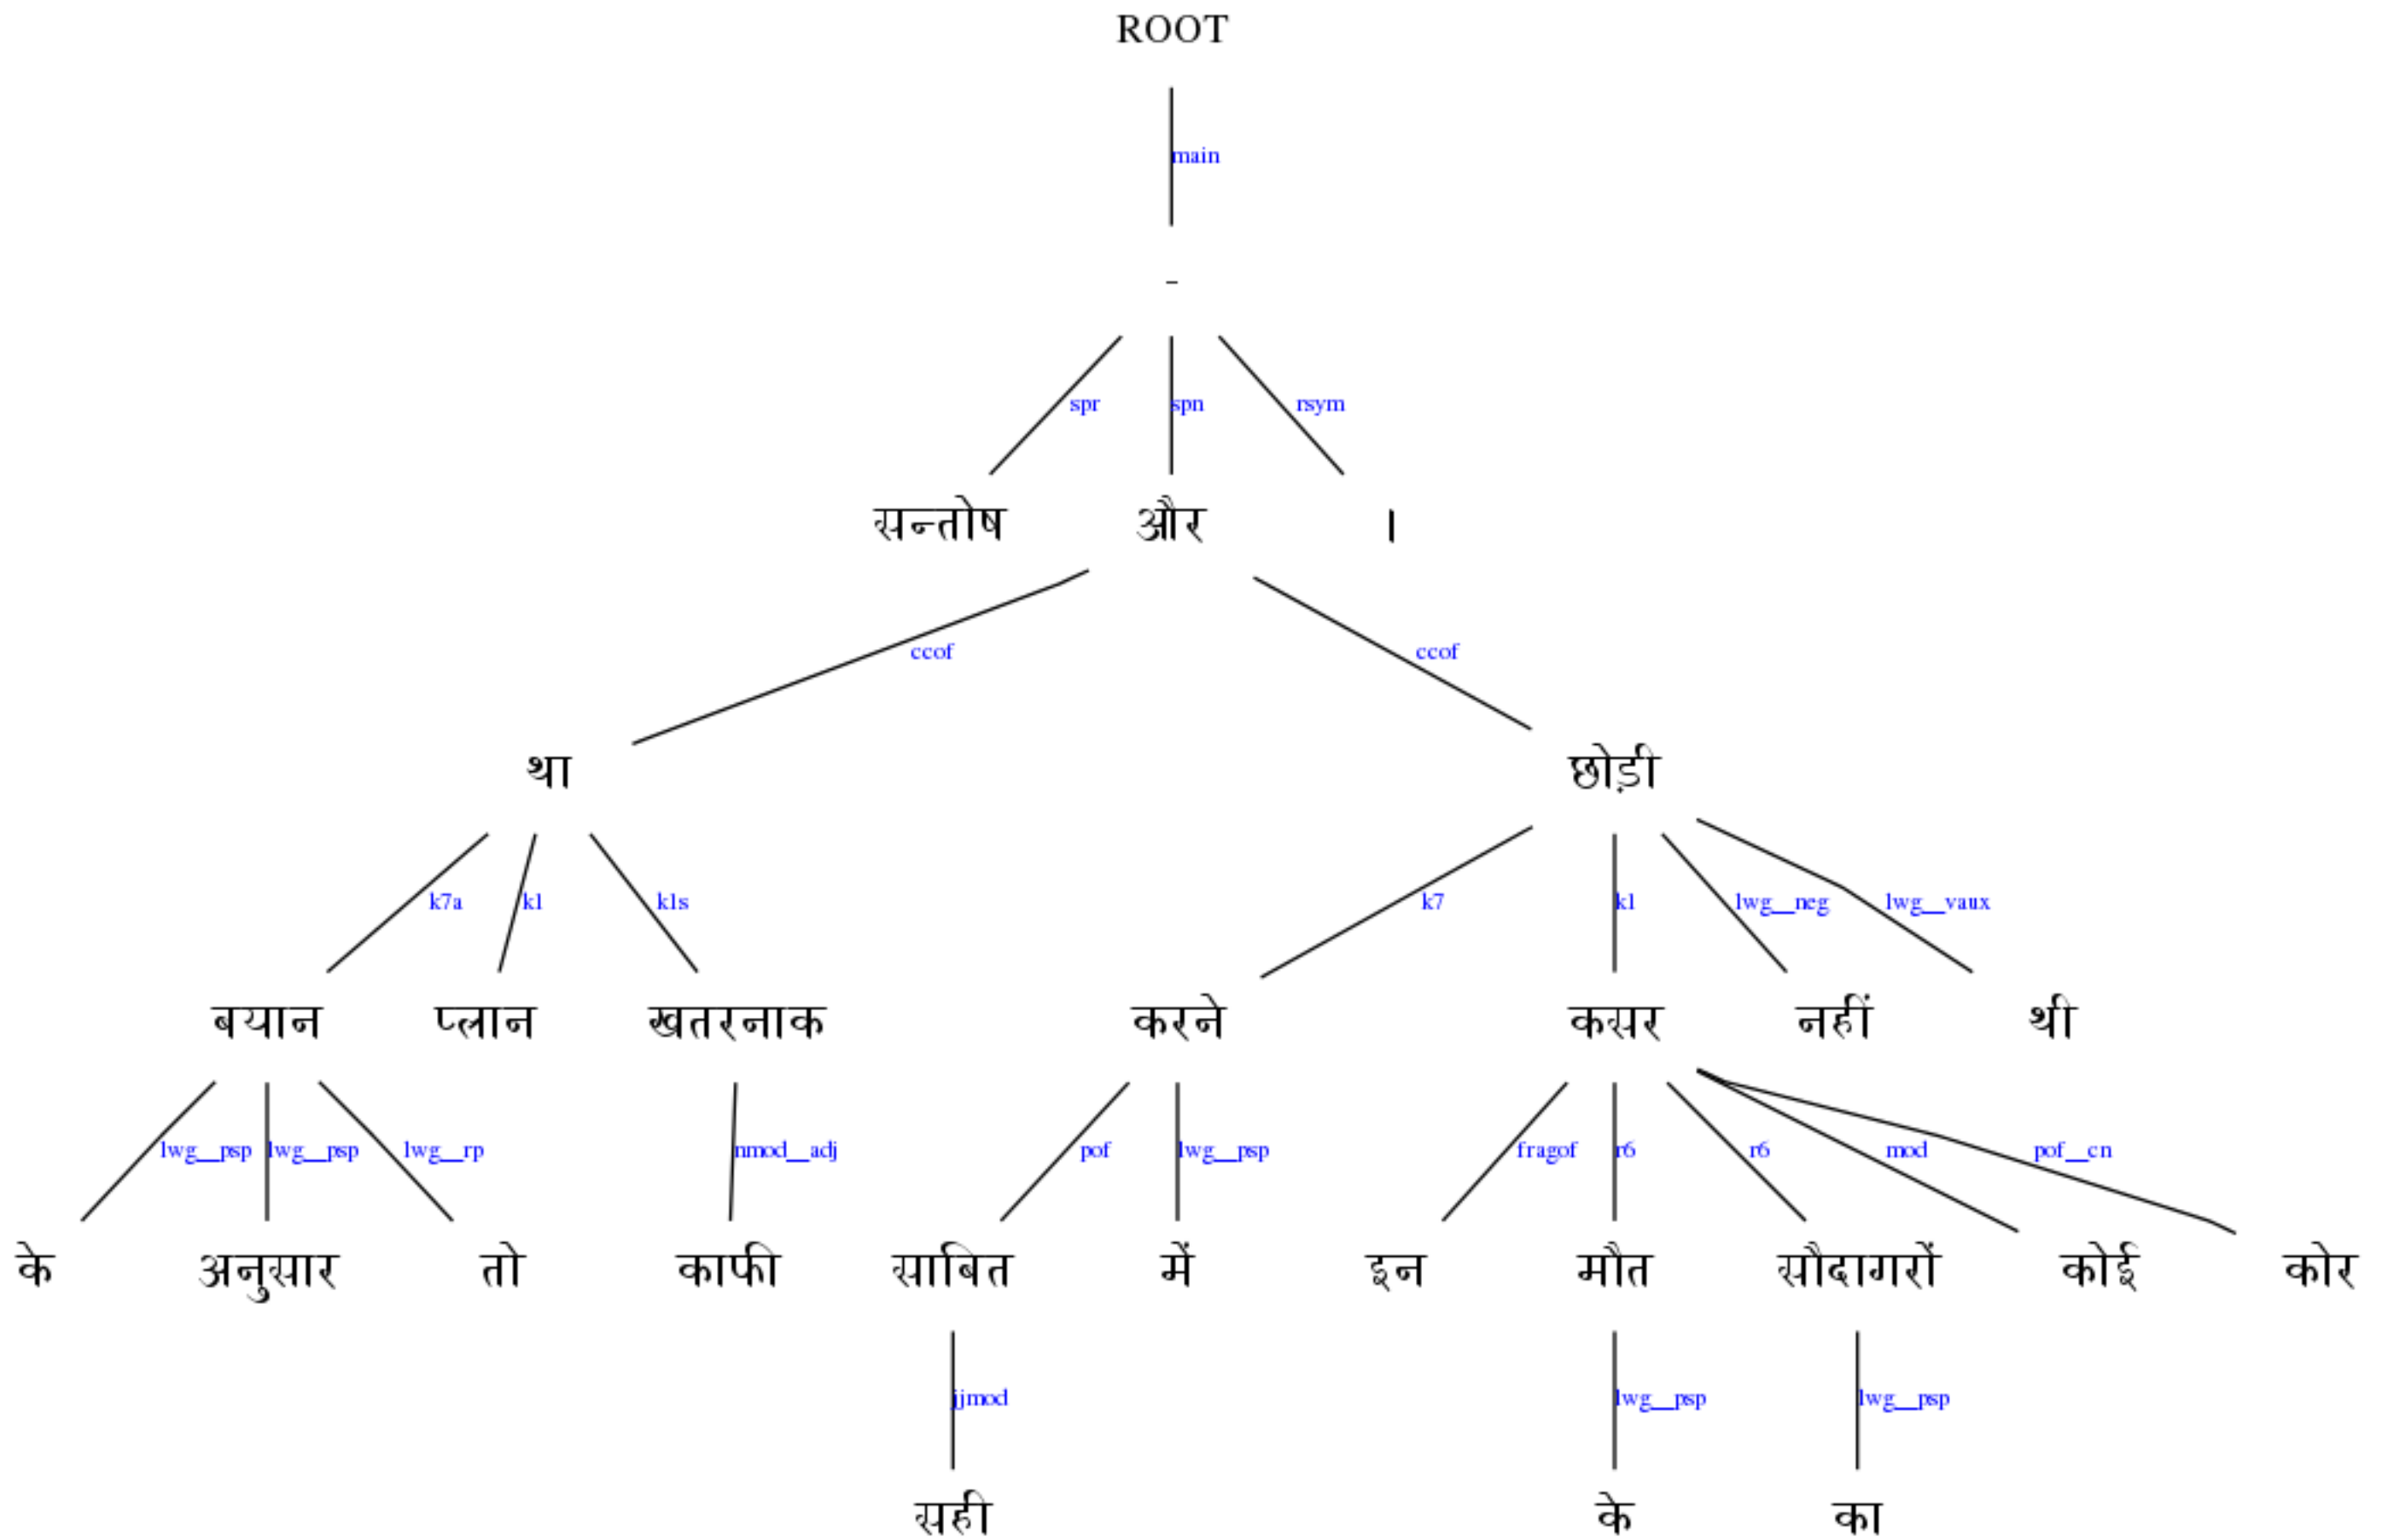 ROOT
main
-
spr spn rsym
सन्तोष और ।
ccof ccof
था छोड़ी
k7a k1 k1s k7 k1 lwg__neg lwg__vaux
बयान प्लान खतरनाक करने कसर नहीं थी
lwg__psp lwg__psp lwg__rp nmod__adj pof lwg__psp fragof r6 r6 mod pof__cn
के अनुसार तो काफी साबित में इन मौत सौदागरों कोई कोर
jjmod lwg__psp lwg__psp
सही के का